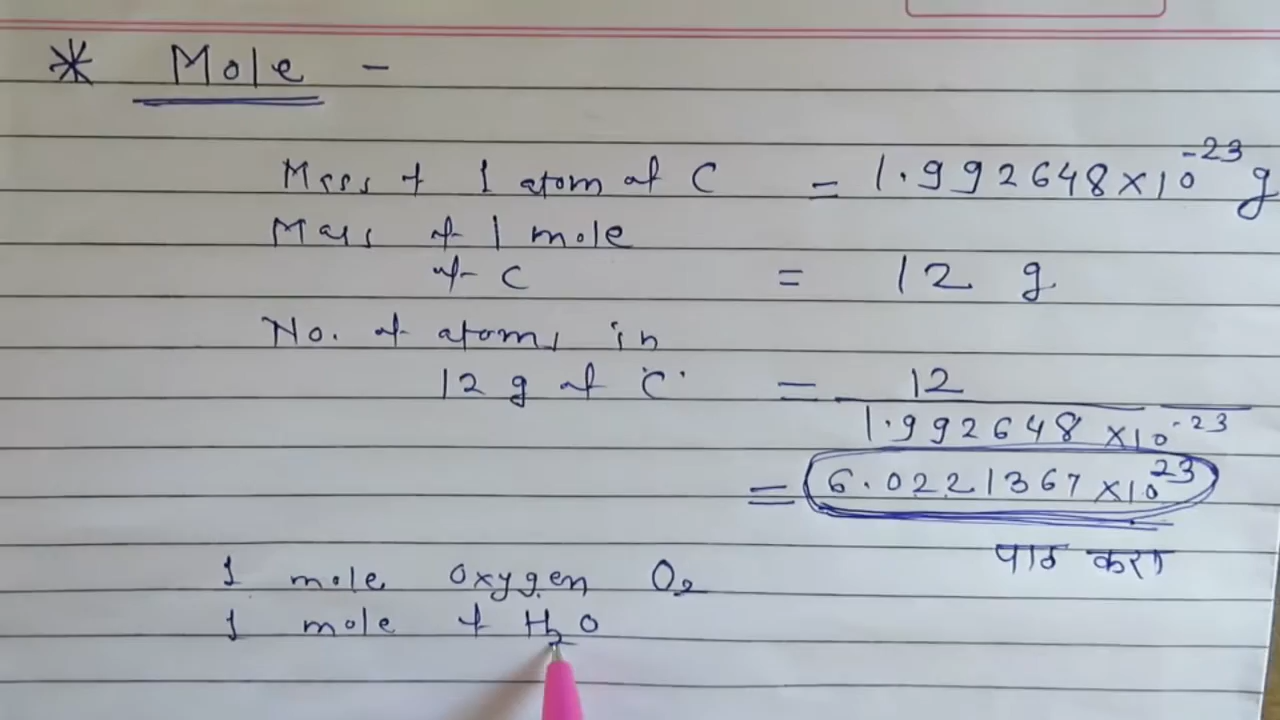 * Mole -
Mass of 1 atom of C = 1.992648×10⁻²³ g
Mass of 1 mole
of C = 12 g
No. of atoms in
12 g of C = 12
1.992648 ×10⁻²³
= 6.0221367 ×10²³
पाठ करा
1 mole oxygen O₂
1 mole of H₂O